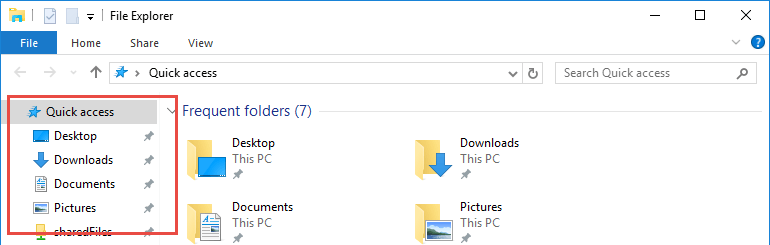 File Explorer
File Home Share View
Quick access Search Quick access
Quick access
Desktop
Downloads
Documents
Pictures
sharedFiles
Frequent folders (7)
Desktop
This PC
Downloads
This PC
Documents
This PC
Pictures
This PC